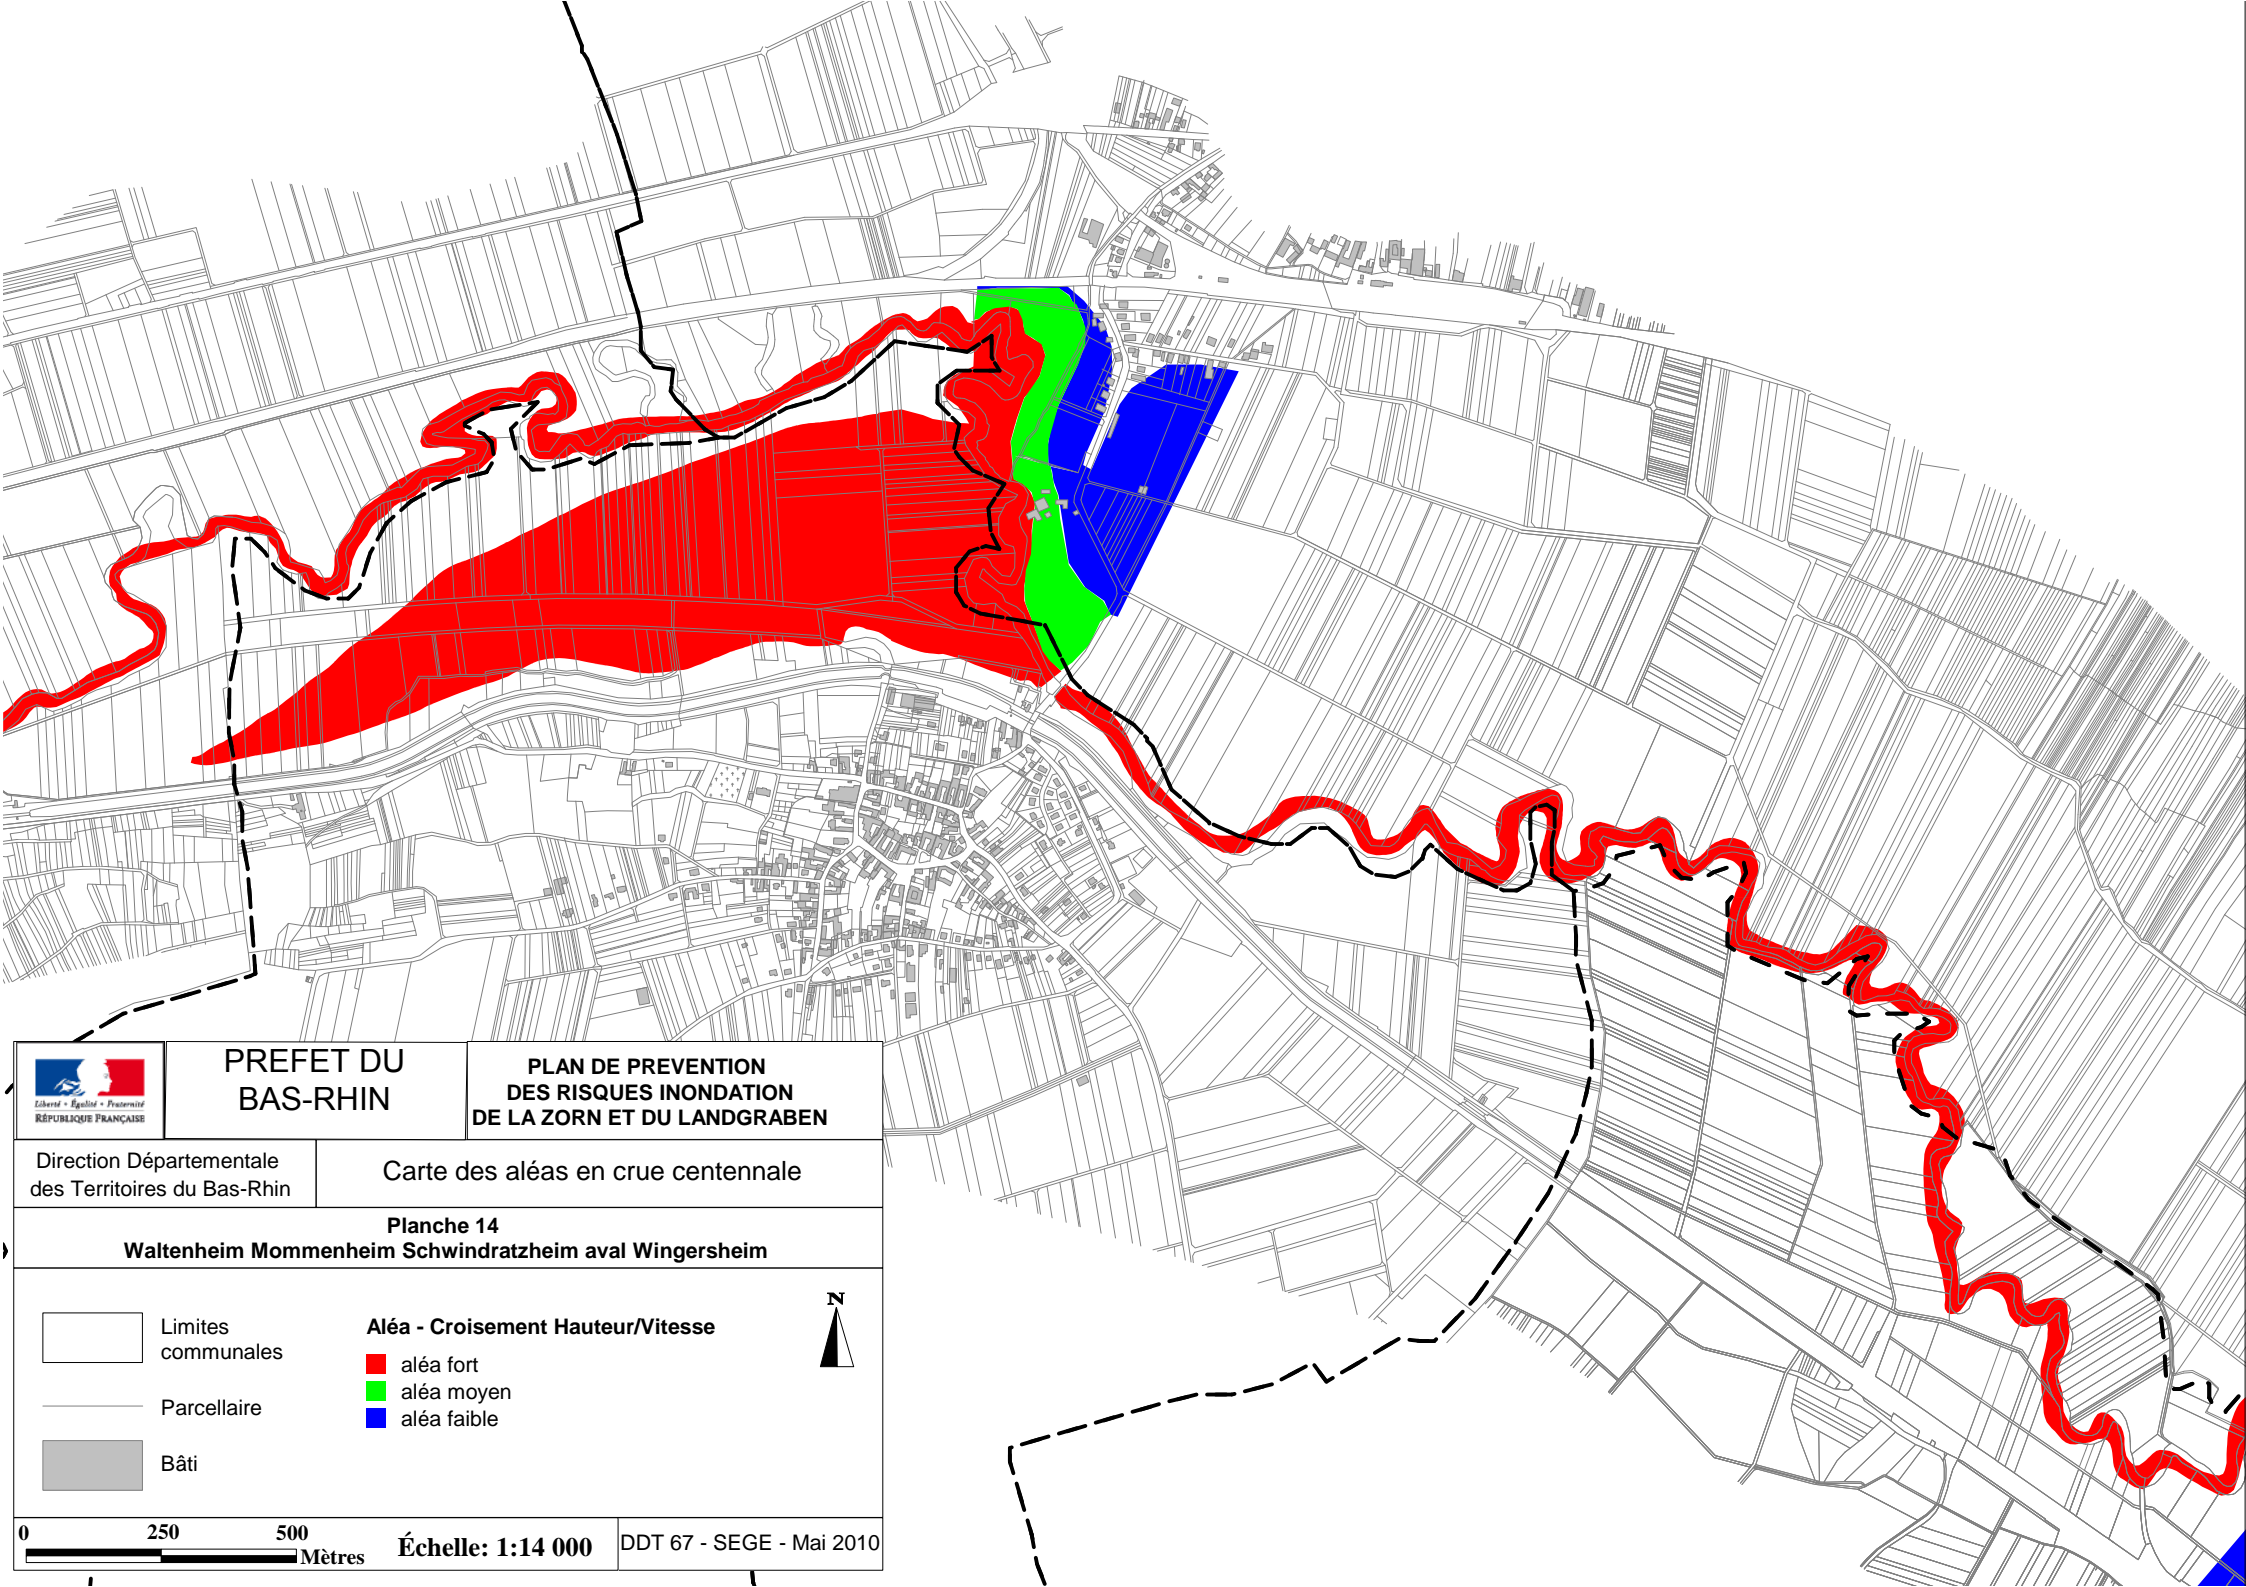 Liberté • Égalité • Fraternité
RÉPUBLIQUE FRANÇAISE
PREFET DU
BAS-RHIN
PLAN DE PREVENTION
DES RISQUES INONDATION
DE LA ZORN ET DU LANDGRABEN
Direction Départementale
des Territoires du Bas-Rhin
Carte des aléas en crue centennale
Planche 14
Waltenheim Mommenheim Schwindratzheim aval Wingersheim
Limites
communales
Parcellaire
Bâti
Aléa - Croisement Hauteur/Vitesse
aléa fort
aléa moyen
aléa faible
N
0 250 500
Mètres
Échelle: 1:14 000
DDT 67 - SEGE - Mai 2010